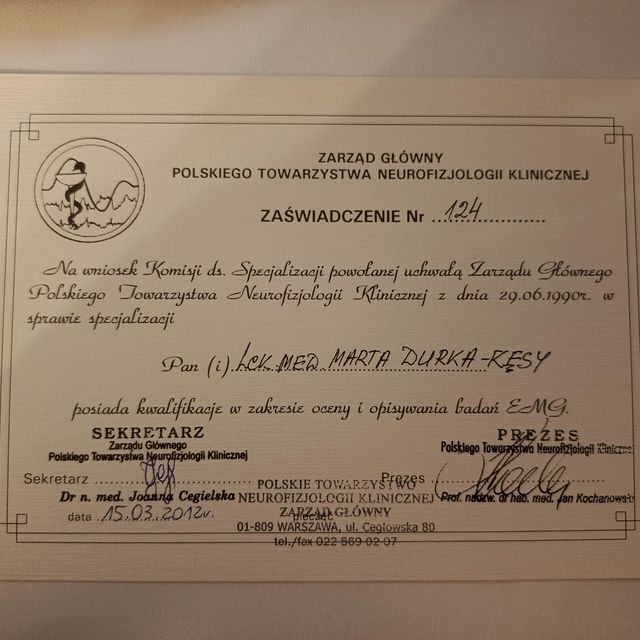 ZARZĄD GŁÓWNY
POLSKIEGO TOWARZYSTWA NEUROFIZJOLOGII KLINICZNEJ
ZAŚWIADCZENIE Nr 124
Na wniosek Komisji ds. Specjalizacji powołanej uchwałą Zarządu Głównego
Polskiego Towarzystwa Neurofizjologii Klinicznej z dnia 29.06.1990r. w
sprawie specjalizacji
Pan (i) LEK.MED. MARTA DURKA-KĘSY
posiada kwalifikacje w zakresie oceny i opisywania badań EMG.
SEKRETARZ
Zarządu Głównego
Polskiego Towarzystwa Neurofizjologii Klinicznej
Sekretarz
Dr n. med. Joanna Cegielska
data 15.03.2012r.
POLSKIE TOWARZYSTWO
NEUROFIZJOLOGII KLINICZNEJ
ZARZĄD GŁÓWNY
pieczęć
01-809 WARSZAWA, ul. Cegłowska 80
tel./fax 022 569 02 07
PREZES
Polskiego Towarzystwa Neurofizjologii Klinicznej
Prezes
Prof. nadzw. dr hab. med. Jan Kochanowski